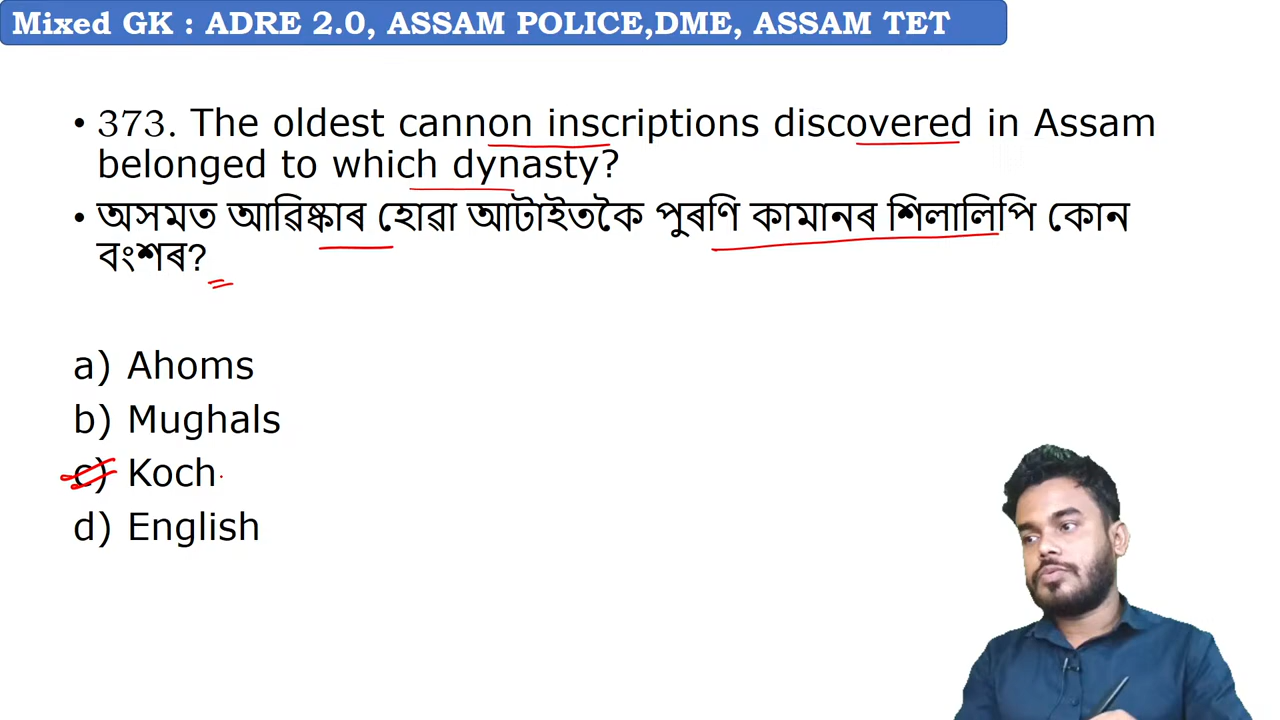 Mixed GK : ADRE 2.0, ASSAM POLICE,DME, ASSAM TET
• 373. The oldest cannon inscriptions discovered in Assam
belonged to which dynasty?
• অসমত আৱিষ্কাৰ হোৱা আটাইতকৈ পুৰণি কামানৰ শিলালিপি কোন
বংশৰ?
a) Ahoms
b) Mughals
c) Koch
d) English